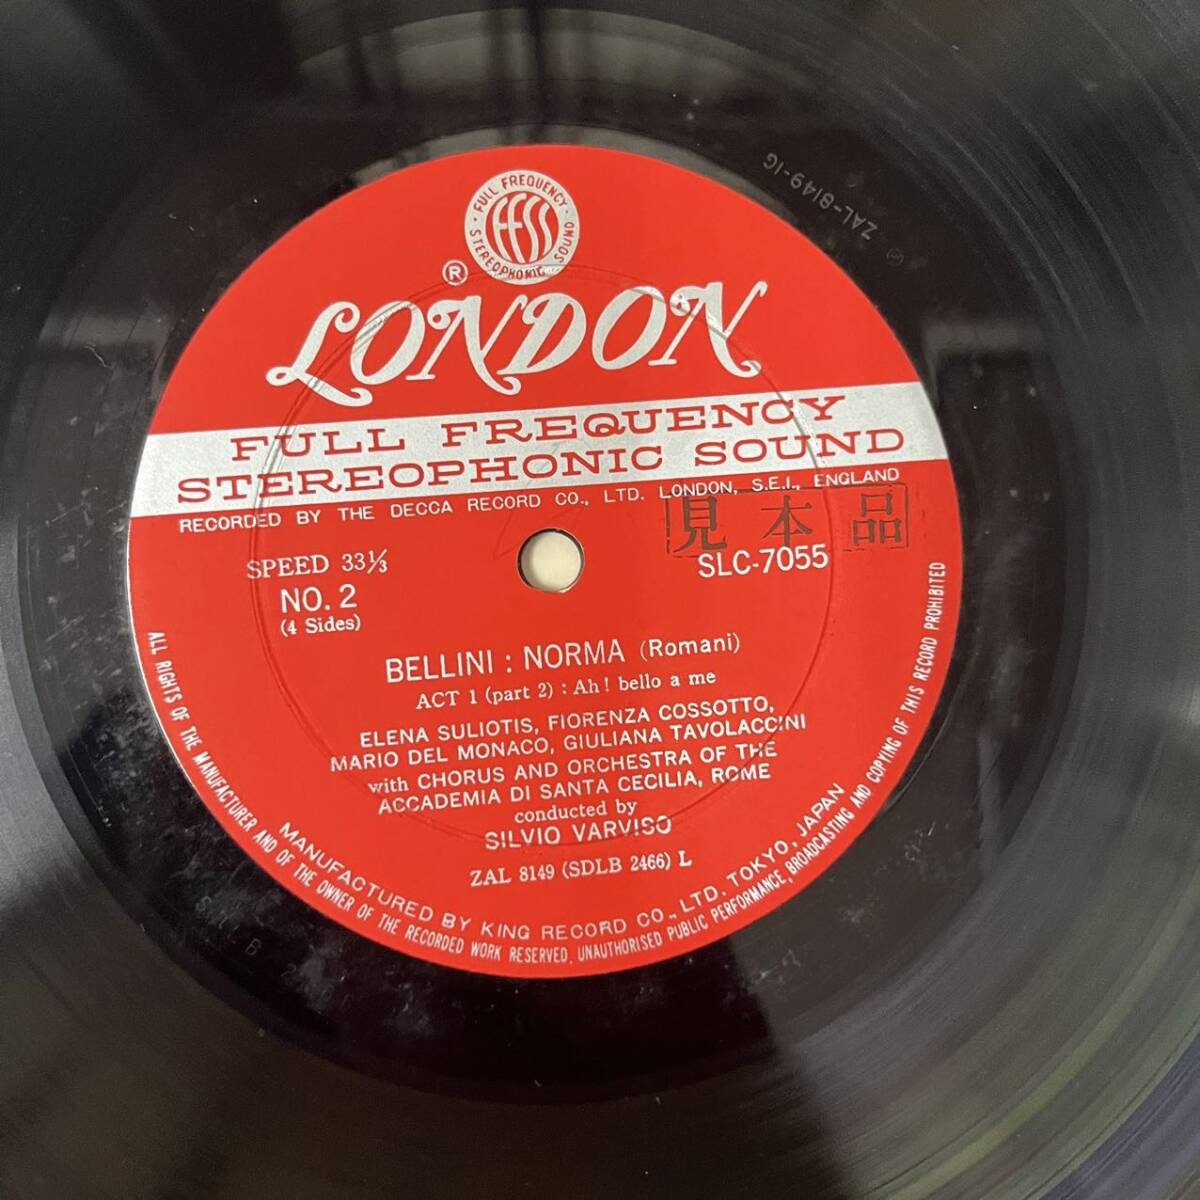 FULL FREQUENCY · STEREOPHONIC SOUND ·
FFSS
®
LONDON
FULL FREQUENCY
STEREOPHONIC SOUND
RECORDED BY THE DECCA RECORD CO., LTD. LONDON, S.E.I., ENGLAND
見本品
SPEED 33⅓
SLC-7055
NO. 2
(4 Sides)
BELLINI : NORMA (Romani)
ACT 1 (part 2) : Ah! bello a me
ELENA SULIOTIS, FIORENZA COSSOTTO,
MARIO DEL MONACO, GIULIANA TAVOLACCINI
with CHORUS AND ORCHESTRA OF THE
ACCADEMIA DI SANTA CECILIA, ROME
conducted by
SILVIO VARVISO
ZAL 8149 (SDLB 2466) L
MANUFACTURED BY KING RECORD CO., LTD. TOKYO, JAPAN
ALL RIGHTS OF THE MANUFACTURER AND OF THE OWNER OF THE RECORDED WORK RESERVED, UNAUTHORISED PUBLIC PERFORMANCE, BROADCASTING AND COPYING OF THIS RECORD PROHIBITED
ZAL-8149-1G